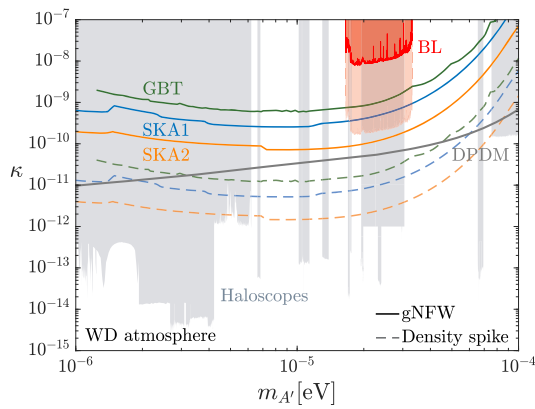 10^-7
10^-8
10^-9
10^-10
10^-11
10^-12
10^-13
10^-14
10^-15
κ
GBT
SKA1
SKA2
BL
DPDM
Haloscopes
gNFW
Density spike
WD atmosphere
10^-6
10^-5
10^-4
m_{A'}[eV]